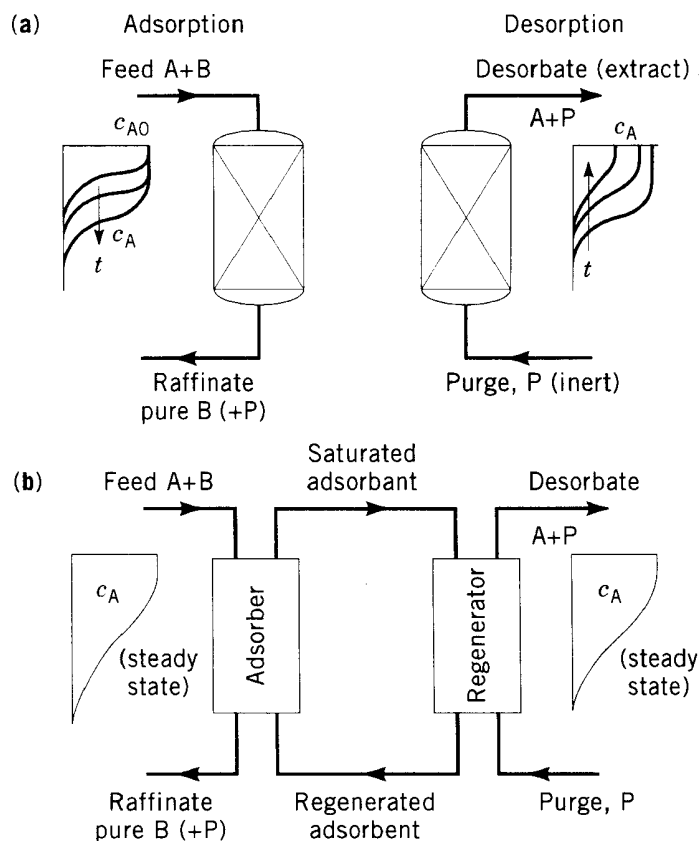 (a)
Adsorption
Desorption
Feed A+B
Desorbate (extract)
A+P
c_A0
c_A
t
c_A
t
Raffinate
pure B (+P)
Purge, P (inert)
(b)
Feed A+B
Saturated
adsorbant
Desorbate
A+P
c_A
(steady
state)
Adsorber
Regenerator
c_A
(steady
state)
Raffinate
pure B (+P)
Regenerated
adsorbent
Purge, P